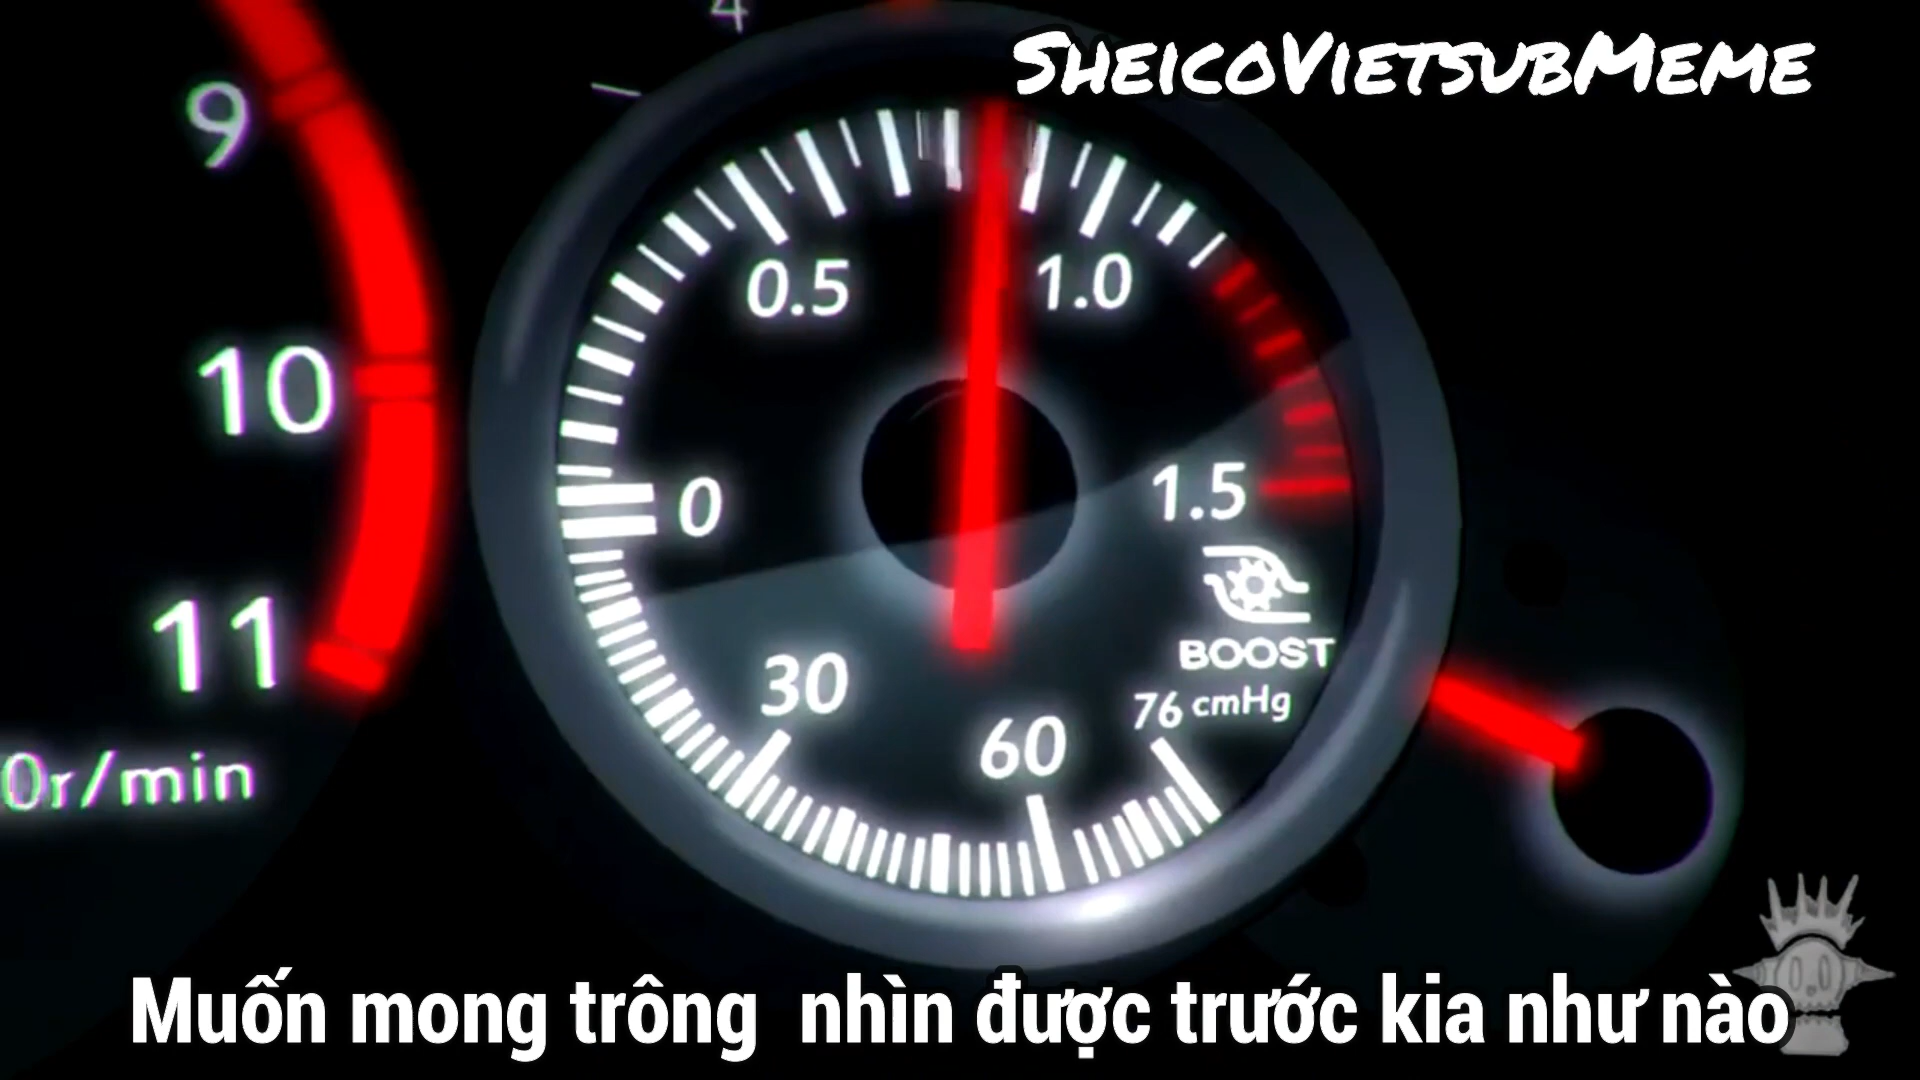 4
SHEICOVIETSUBMEME
9
0.5
1.0
10
0
1.5
BOOST
11
30
76 cmHg
60
0r/min
Muốn mong trông nhìn được trước kia như nào